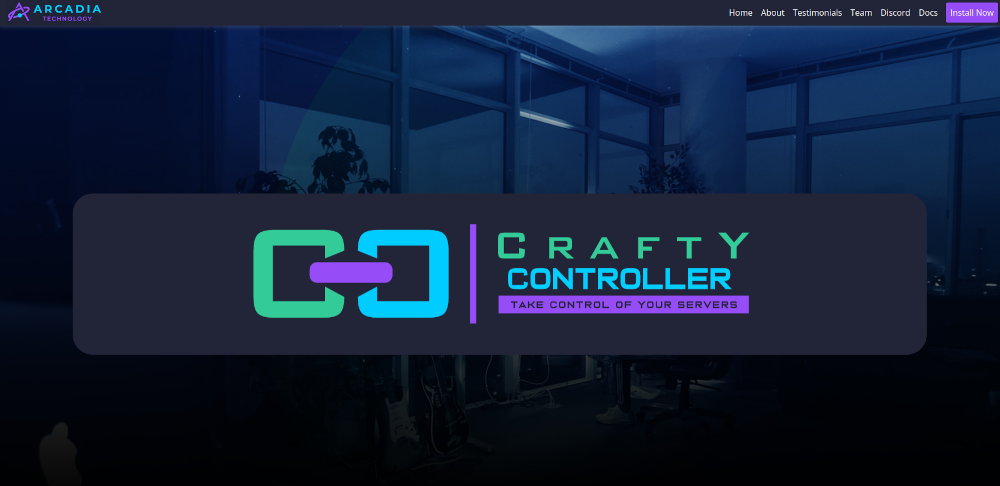 ARCADIA
TECHNOLOGY
Home About Testimonials Team Discord Docs Install Now
CRAFTY
CONTROLLER
TAKE CONTROL OF YOUR SERVERS